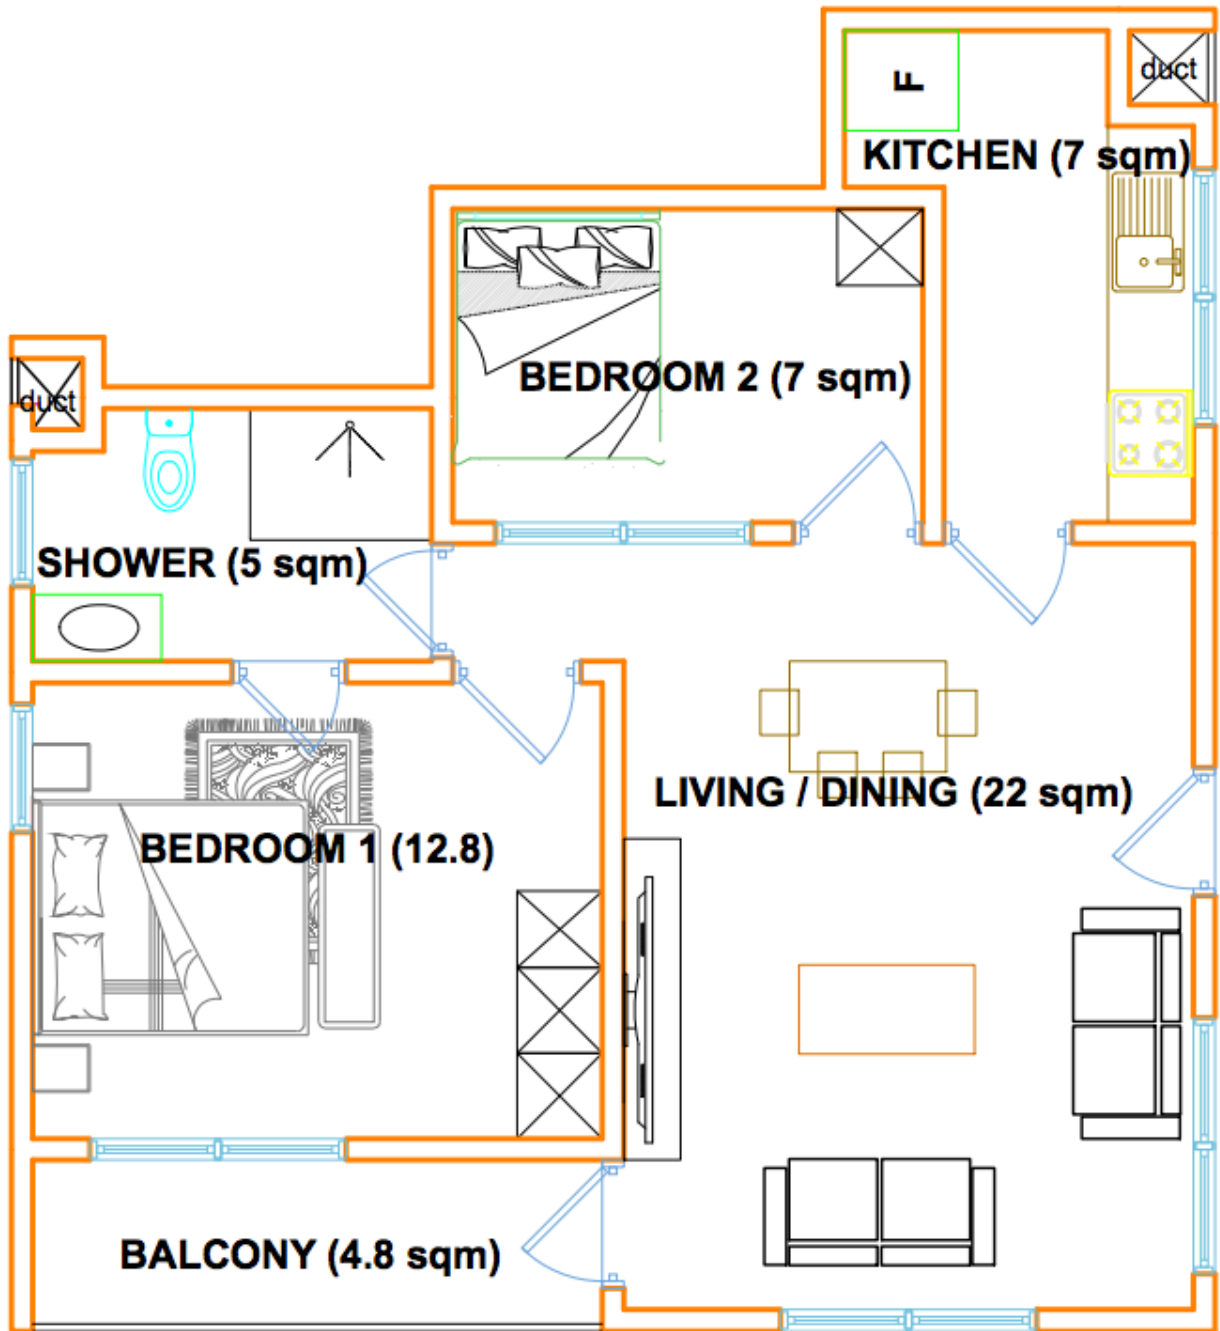 duct
F
KITCHEN (7 sqm)
BEDROOM 2 (7 sqm)
duct
SHOWER (5 sqm)
LIVING / DINING (22 sqm)
BEDROOM 1 (12.8)
BALCONY (4.8 sqm)